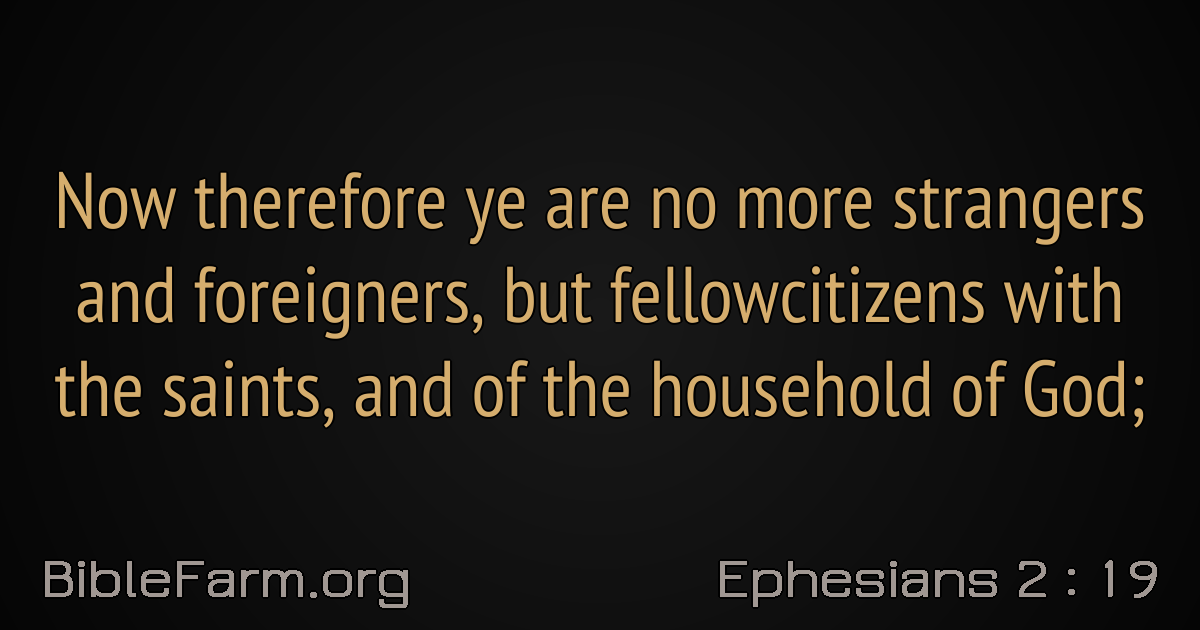 Now therefore ye are no more strangers
and foreigners, but fellowcitizens with
the saints, and of the household of God;
BibleFarm.org
Ephesians 2 : 19